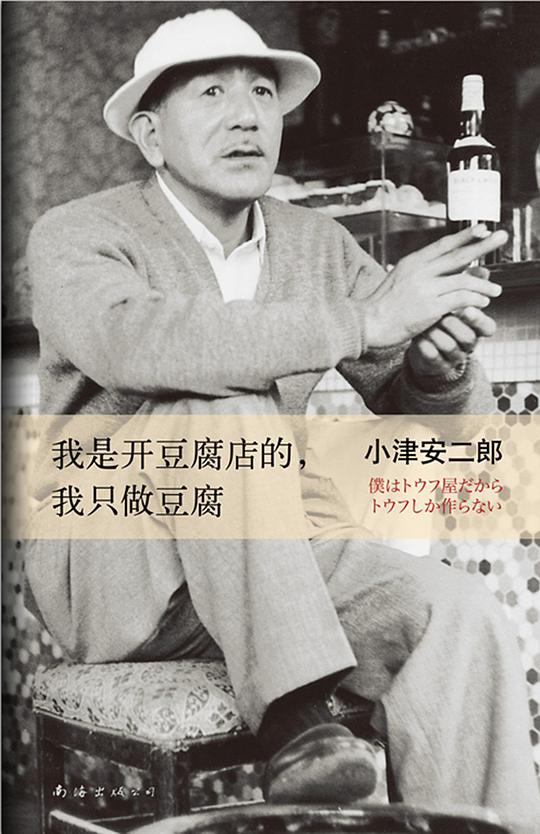 我是开豆腐店的，
我只做豆腐
小津安二郎
僕はトウフ屋だから
トウフしか作らない
南海出版公司